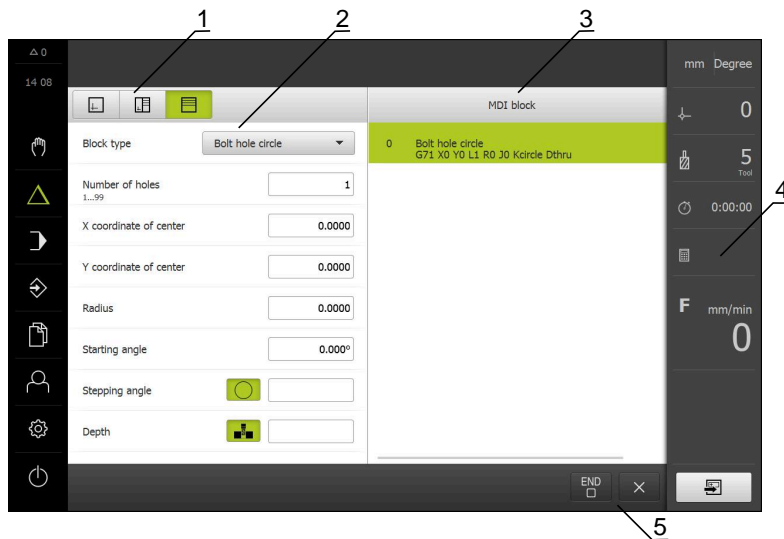 1
2
3
△ 0
14 08
mm Degree
MDI block
0
Block type
Bolt hole circle
0 Bolt hole circle
G71 X0 Y0 L1 R0 J0 Kcircle Dthru
5
Tool
Number of holes
1...99
1
4
0:00:00
X coordinate of center
0.0000
Y coordinate of center
0.0000
Radius
0.0000
F mm/min
0
Starting angle
0.000°
Stepping angle
Depth
END
5